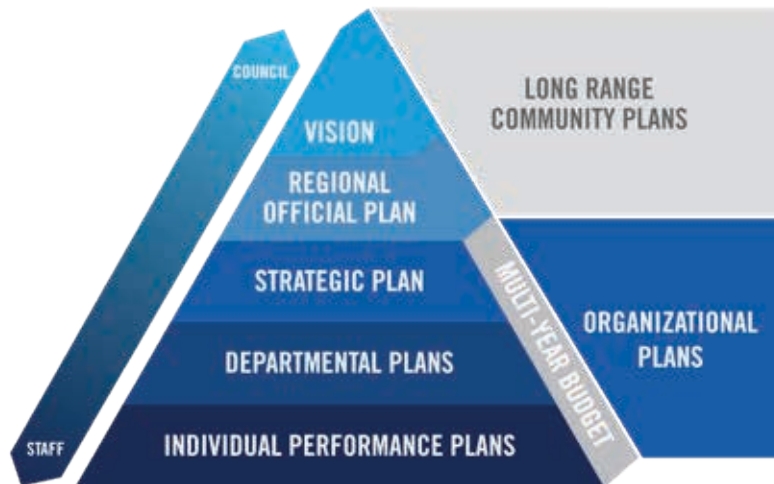 COUNCIL
VISION
LONG RANGE
COMMUNITY PLANS
REGIONAL
OFFICIAL PLAN
STRATEGIC PLAN
MULTI-YEAR BUDGET
ORGANIZATIONAL
PLANS
DEPARTMENTAL PLANS
STAFF
INDIVIDUAL PERFORMANCE PLANS